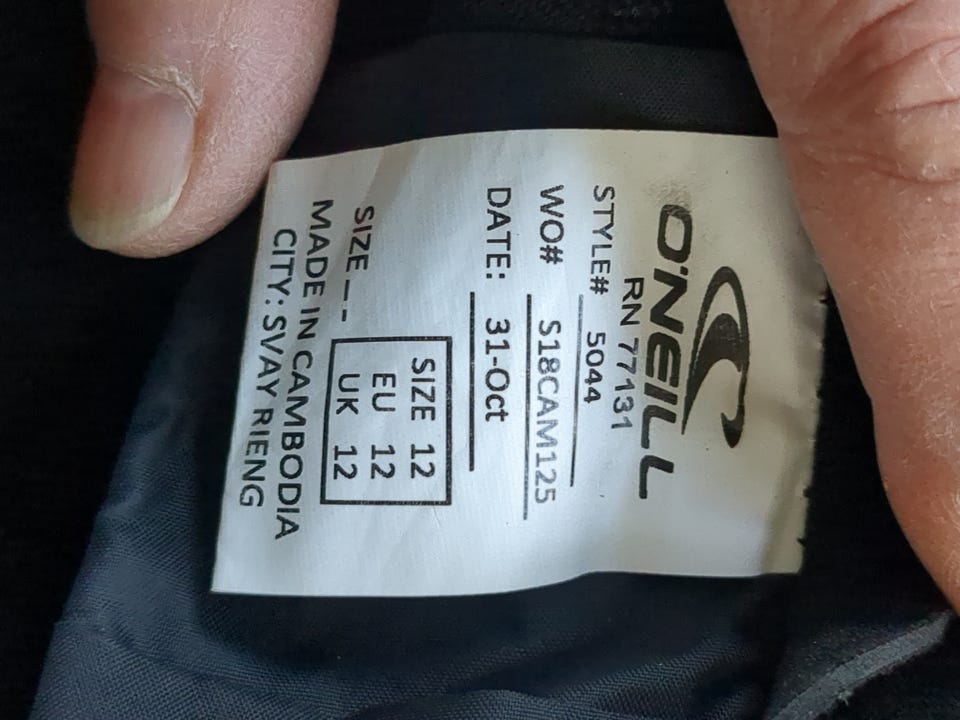 O'NEILL
RN 77131
STYLE# 5044
WO# S18CAM125
DATE: 31-Oct
SIZE 12
EU 12
UK 12
SIZE – – -
MADE IN CAMBODIA
CITY: SVAY RIENG